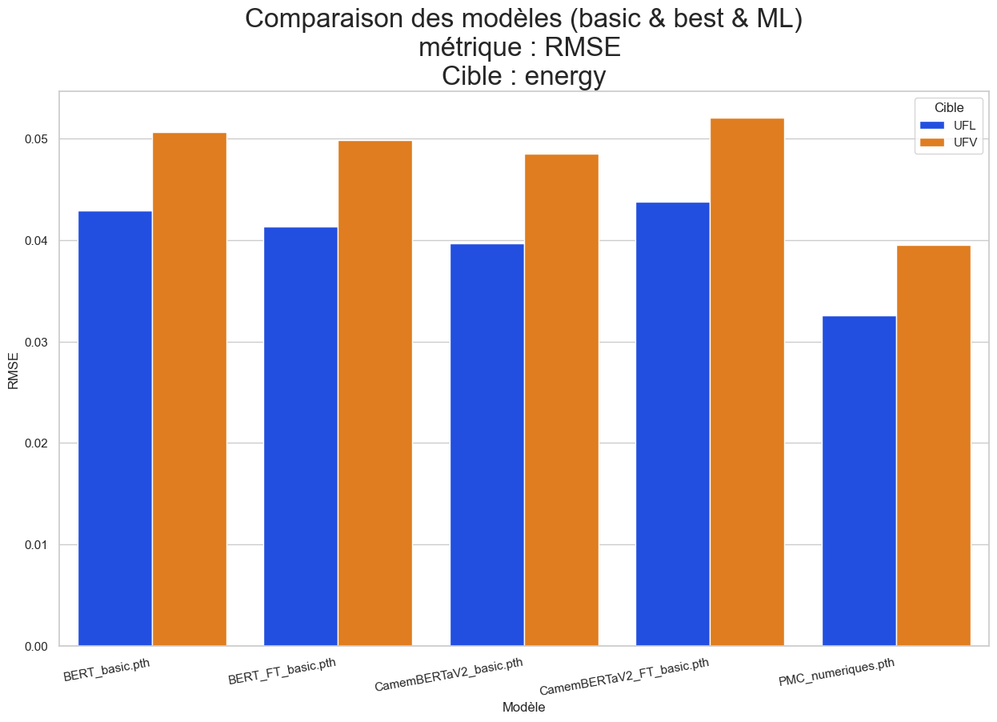 Comparaison des modèles (basic & best & ML)
métrique : RMSE
Cible : energy
Cible
UFL
UFV
RMSE
0.05
0.04
0.03
0.02
0.01
0.00
BERT_basic.pth
BERT_FT_basic.pth
CamemBERTaV2_basic.pth
CamemBERTaV2_FT_basic.pth
PMC_numeriques.pth
Modèle